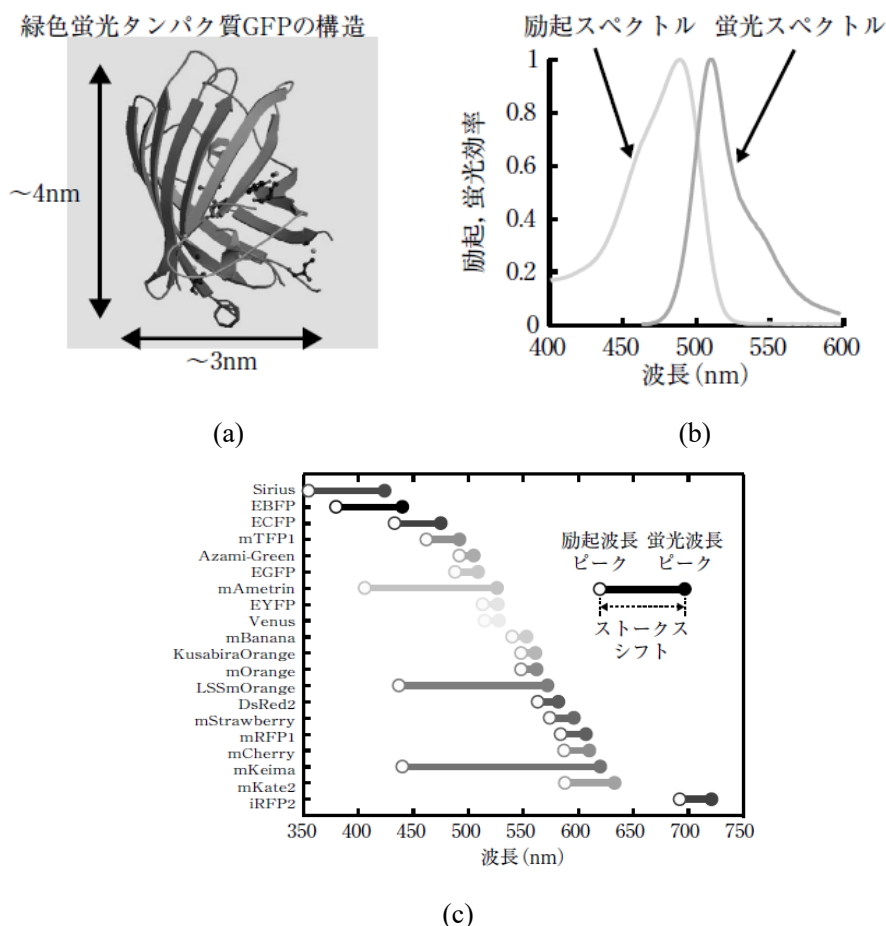 緑色蛍光タンパク質GFPの構造
～4nm
～3nm
(a)
励起スペクトル 蛍光スペクトル
励起,蛍光効率
1
0.8
0.6
0.4
0.2
0
400 450 500 550 600
波長(nm)
(b)
Sirius
EBFP
ECFP
mTFP1
Azami-Green
EGFP
mAmetrin
EYFP
Venus
mBanana
KusabiraOrange
mOrange
LSSmOrange
DsRed2
mStrawberry
mRFP1
mCherry
mKeima
mKate2
iRFP2
励起波長 蛍光波長
ピーク ピーク
ストークス
シフト
350 400 450 500 550 600 650 700 750
波長(nm)
(c)